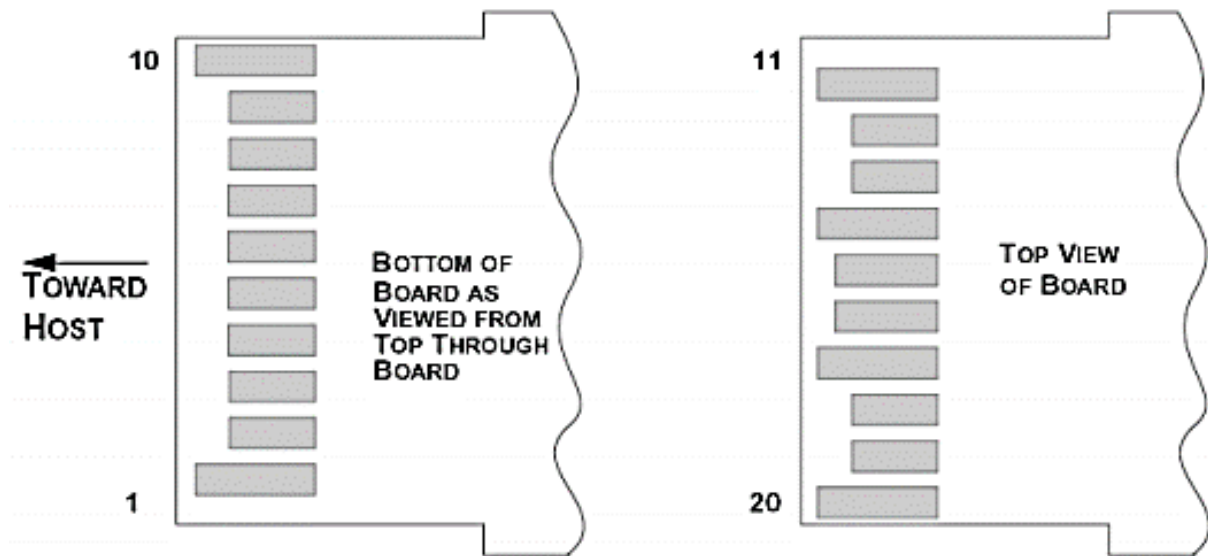 10
11
TOWARD
HOST
BOTTOM OF
BOARD AS
VIEWED FROM
TOP THROUGH
BOARD
TOP VIEW
OF BOARD
1
20